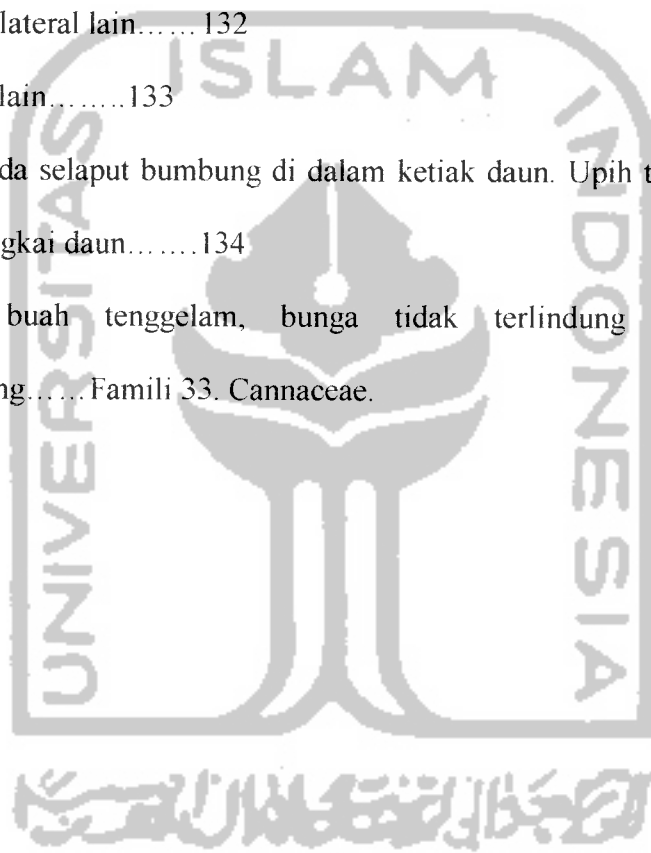 lateral lain......132
lain........133
da selaput bumbung di dalam ketiak daun. Upih t
gkai daun.......134
buah tenggelam, bunga tidak terlindung
ng......Famili 33. Cannaceae.
ISLAM
UNIVERSITAS
INDONESIA